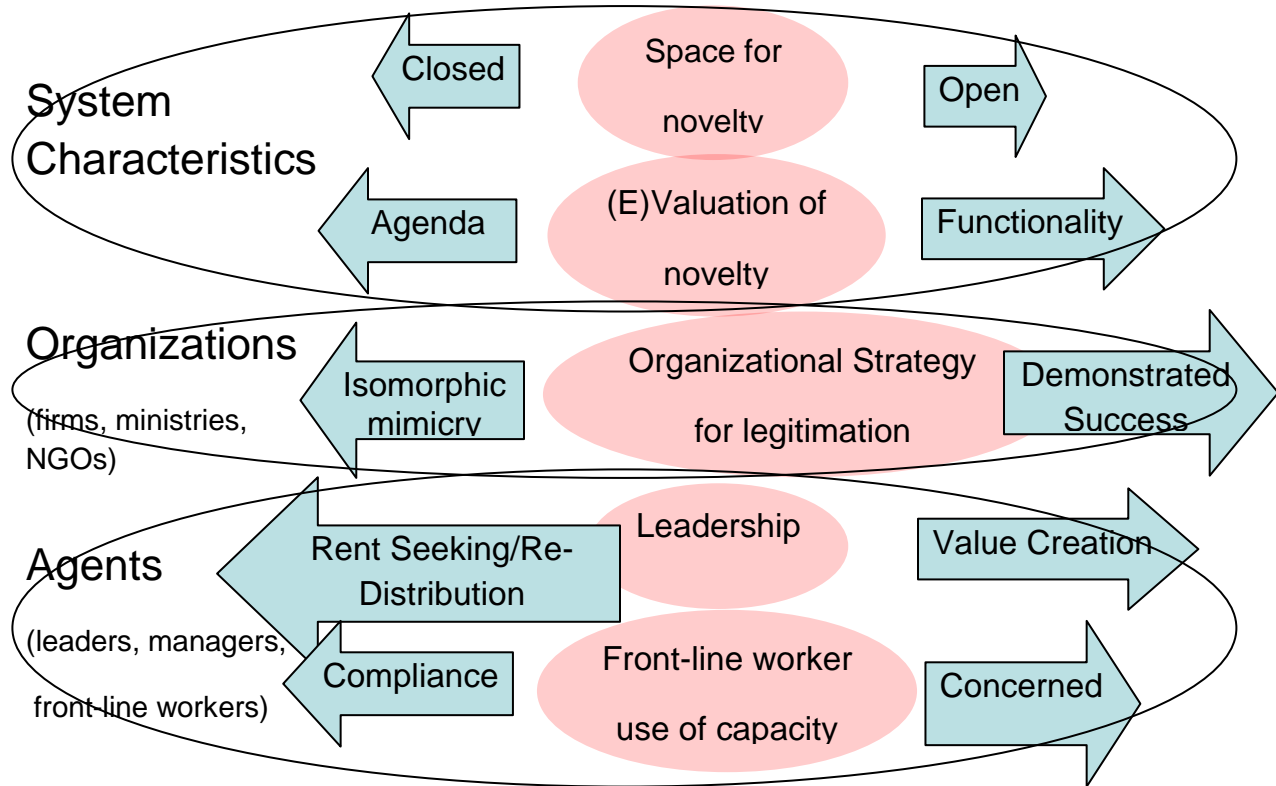 System
Characteristics
Closed
Space for
novelty
Open
Agenda
(E)Valuation of
novelty
Functionality
Organizations
(firms, ministries,
NGOs)
Isomorphic
mimicry
Organizational Strategy
for legitimation
Demonstrated
Success
Agents
(leaders, managers,
front-line workers)
Rent Seeking/Re-
Distribution
Leadership
Value Creation
Compliance
Front-line worker
use of capacity
Concerned